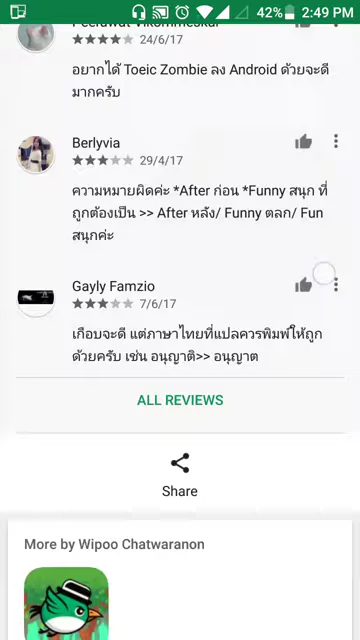 42% 2:49 PM
24/6/17
อยากได้ Toeic Zombie ลง Android ด้วยจะดี
มากครับ
Berlyvia
29/4/17
ความหมายผิดค่ะ *After ก่อน *Funny สนุก ที่
ถูกต้องเป็น >> After หลัง/ Funny ตลก/ Fun
สนุกค่ะ
Gayly Famzio
7/6/17
เกือบจะดี แต่ภาษาไทยที่แปลควรพิมพ์ให้ถูก
ด้วยครับ เช่น อนุญาติ>> อนุญาต
ALL REVIEWS
Share
More by Wipoo Chatwaranon